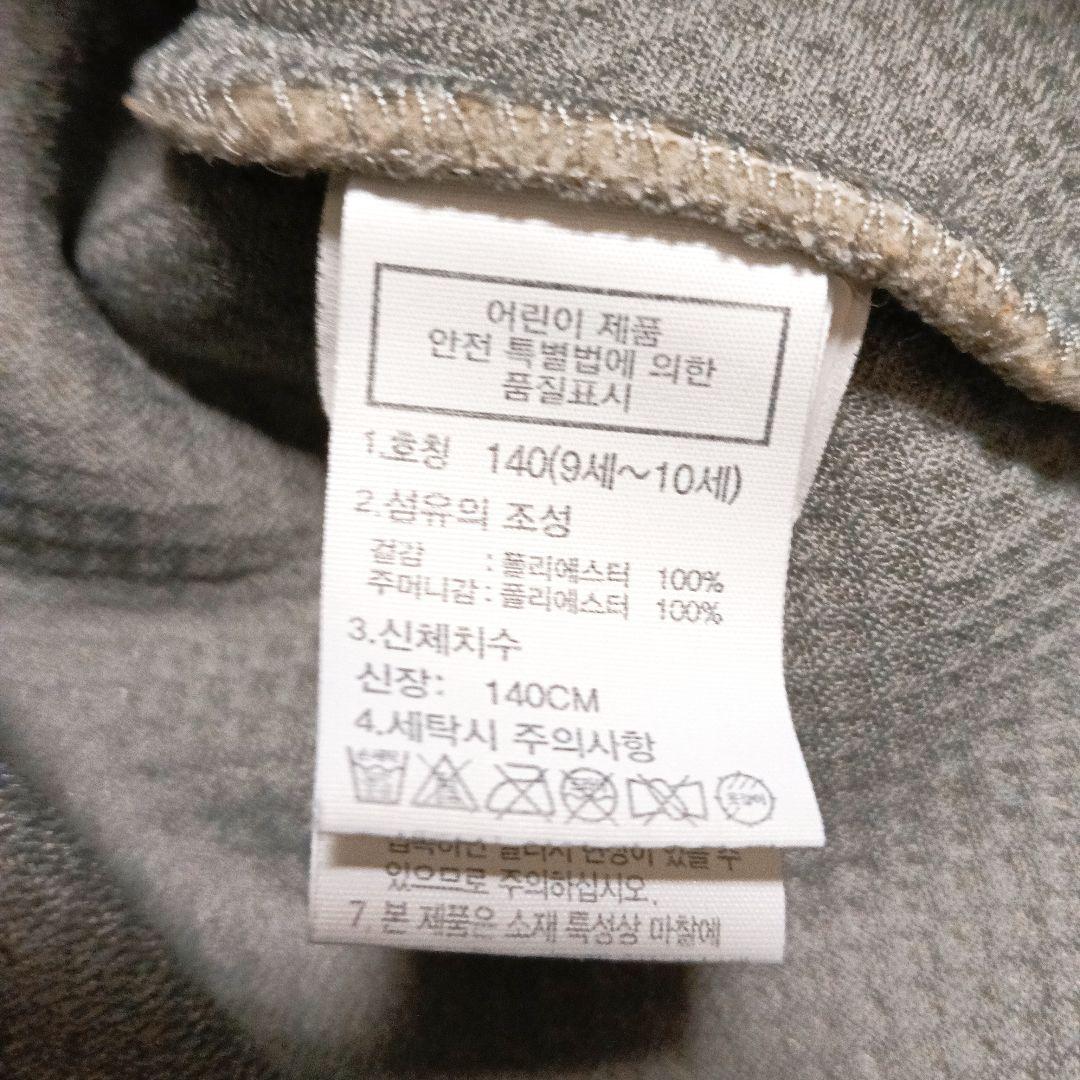 어린이 제품
안전 특별법에 의한
품질표시
1.호칭 140(9세~10세)
2.섬유의 조성
겉감 : 폴리에스터 100%
주머니감 : 폴리에스터 100%
3.신체치수
신장: 140CM
4.세탁시 주의사항
있으므로 주의하십시오.
7. 본 제품은 소재 특성상 마찰에